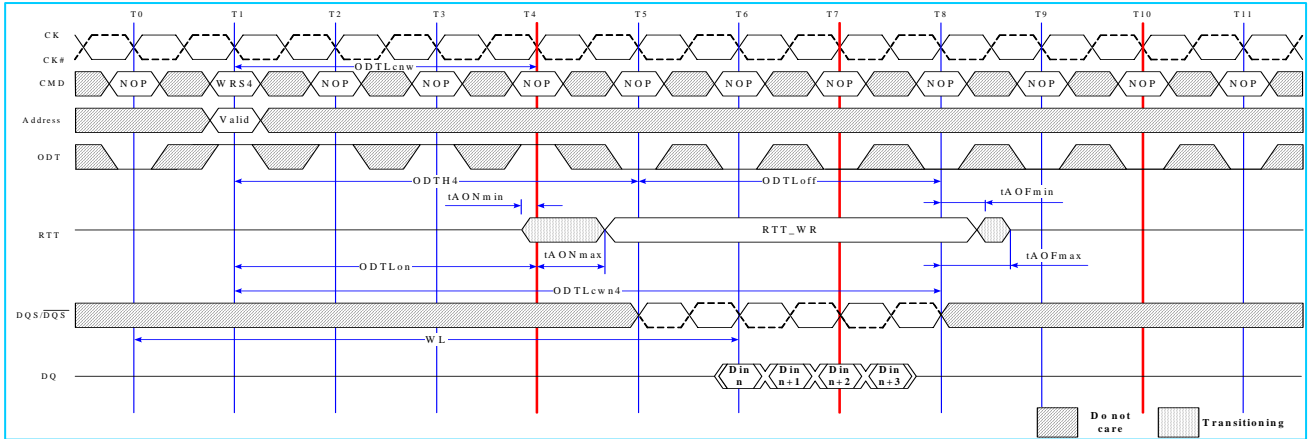 T0 T1 T2 T3 T4 T5 T6 T7 T8 T9 T10 T11
CK
CK#
ODTLcnw
CMD NOP WRS4 NOP NOP NOP NOP NOP NOP NOP NOP NOP NOP
Address Valid
ODT
ODTH4 ODTLoff
tAONmin tAOFmin
RTT RTT_WR
tAONmax tAOFmax
ODTLon
ODTLcwn4
DQS/DQS
WL
DQ Din n Din n+1 Din n+2 Din n+3
Do not care Transitioning